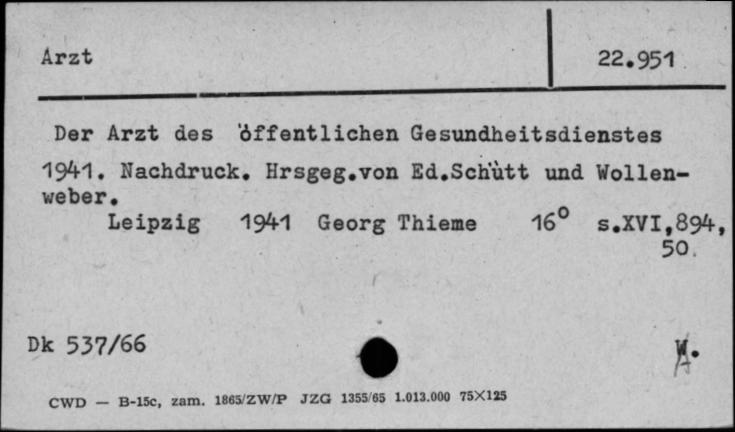 Arzt
22.951
Der Arzt des öffentlichen Gesundheitsdienstes
1941. Nachdruck. Hrsgeg.von Ed.Schütt und Wollen-
weber.
Leipzig 1941 Georg Thieme 16° s.XVI,894,
50.
Dk 537/66
CWD — B-15c, zam. 1865/ZW/P JZG 1355/65 1.013.000 75X125